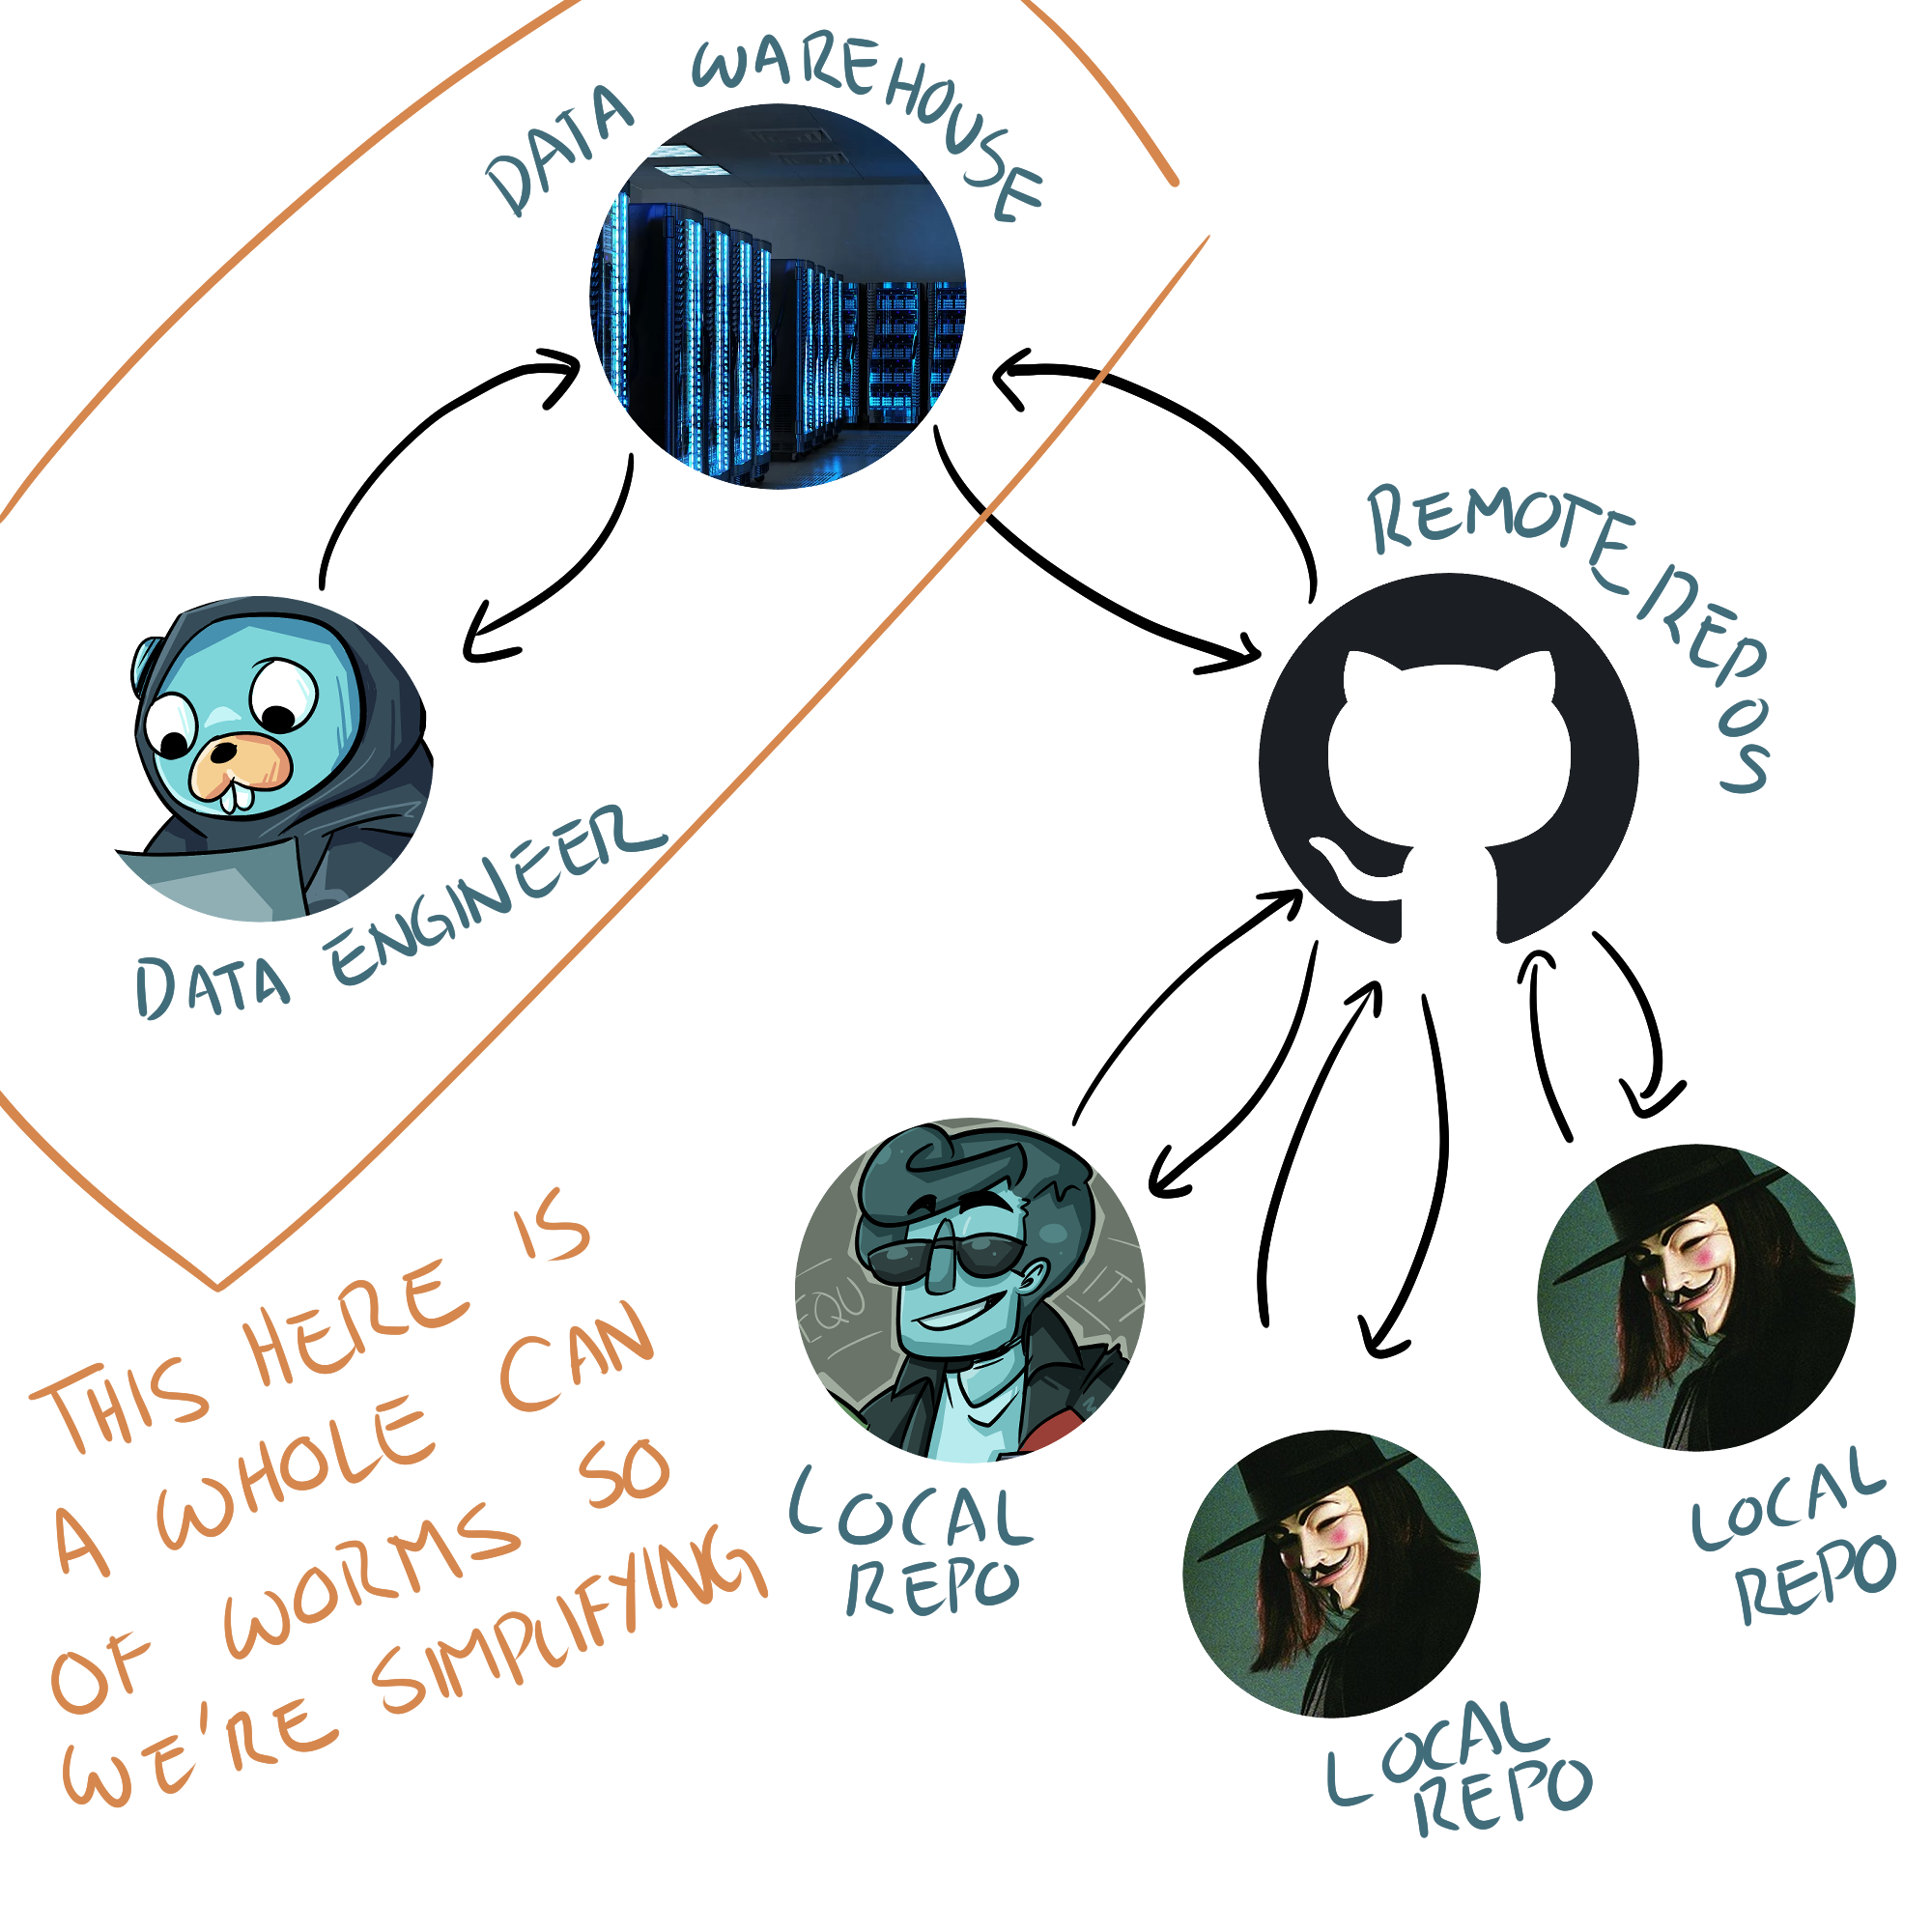 DATA WAREHOUSE
REMOTE REPOS
DATA ENGINEER
THIS HERE IS
A WHOLE CAN
OF WORMS SO
WE'RE SIMPLIFYING
EQU
LOCAL
REPO
LOCAL
REPO
LOCAL
REPO